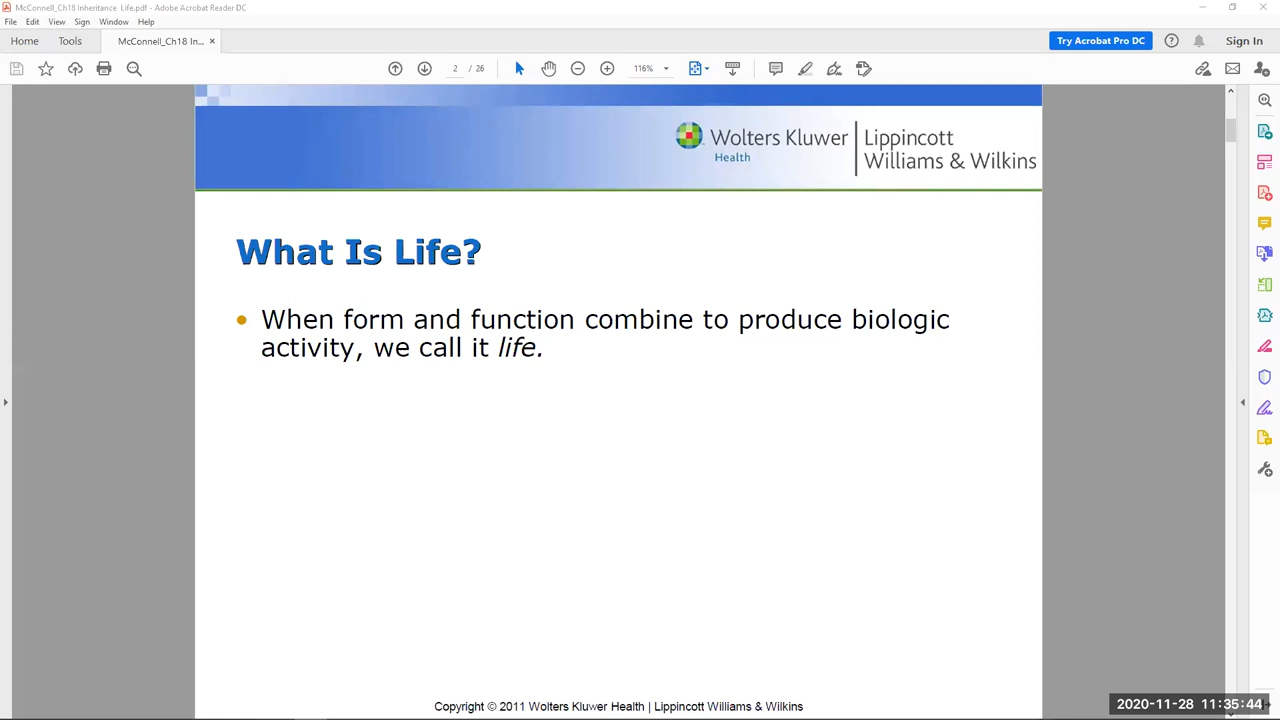 McConnell_Ch18 Inheritance Life.pdf - Adobe Acrobat Reader DC
File Edit View Sign Window Help
Home Tools McConnell_Ch18 In... × Try Acrobat Pro DC Sign In
2 / 26 116%
Wolters Kluwer Lippincott
Health Williams & Wilkins
What Is Life?
• When form and function combine to produce biologic
activity, we call it life.
Copyright © 2011 Wolters Kluwer Health | Lippincott Williams & Wilkins
2020-11-28 11:35:44